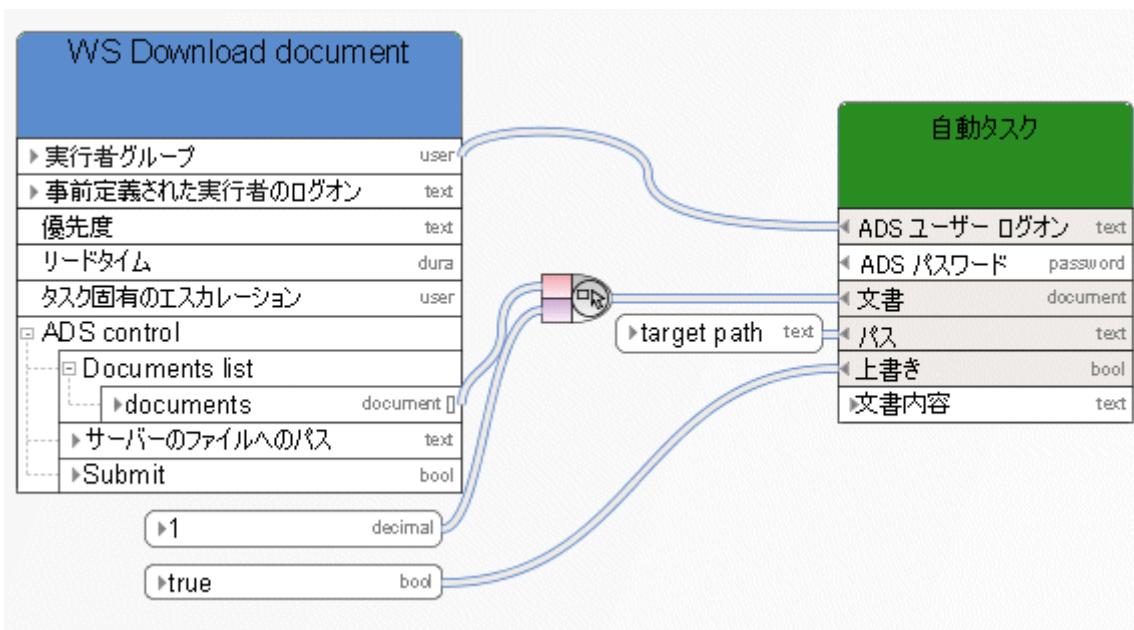 WS Download document
実行者グループ user
事前定義された実行者のログオン text
優先度 text
リードタイム dura
タスク固有のエスカレーション user
ADS control
Documents list
documents document []
サーバーのファイルへのパス text
Submit bool
1 decimal
true bool
target path text
自動タスク
ADS ユーザー ログオン text
ADS パスワード password
文書 document
パス text
上書き bool
文書内容 text